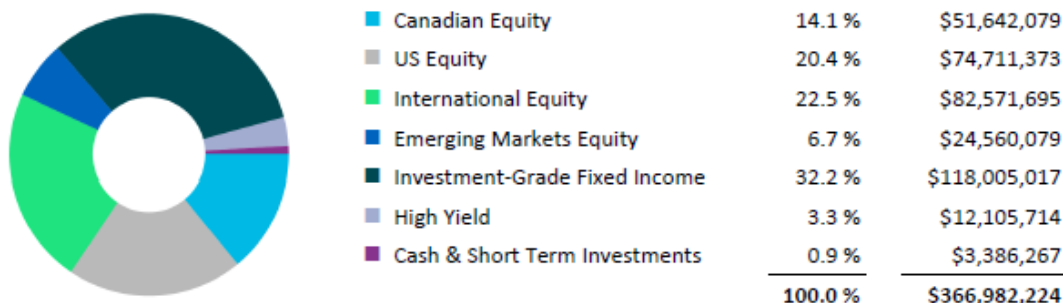 Canadian Equity 14.1 % $51,642,079
US Equity 20.4 % $74,711,373
International Equity 22.5 % $82,571,695
Emerging Markets Equity 6.7 % $24,560,079
Investment-Grade Fixed Income 32.2 % $118,005,017
High Yield 3.3 % $12,105,714
Cash & Short Term Investments 0.9 % $3,386,267
100.0 % $366,982,224